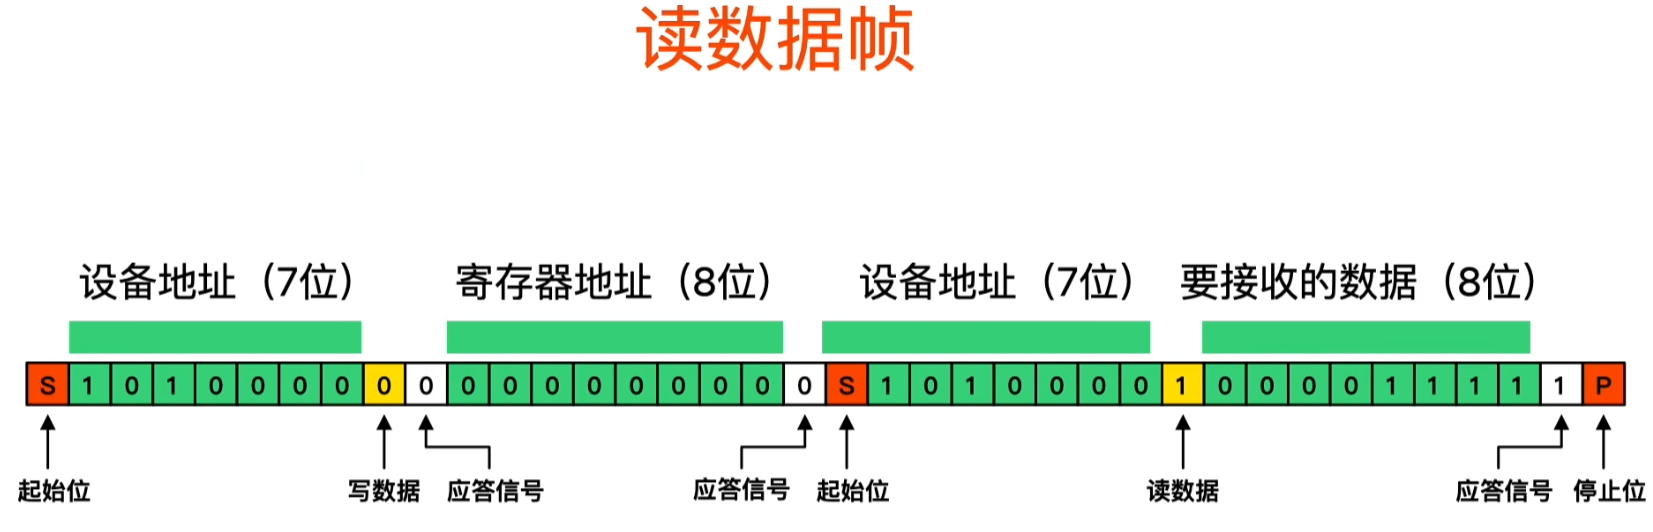 读数据帧
设备地址（7位） 寄存器地址（8位） 设备地址（7位） 要接收的数据（8位）
S 1 0 1 0 0 0 0 0 0 0 0 0 0 0 0 0 0 0 S 1 0 1 0 0 0 0 1 0 0 0 0 1 1 1 1 1 P
起始位 写数据 应答信号 应答信号 起始位 读数据 应答信号 停止位